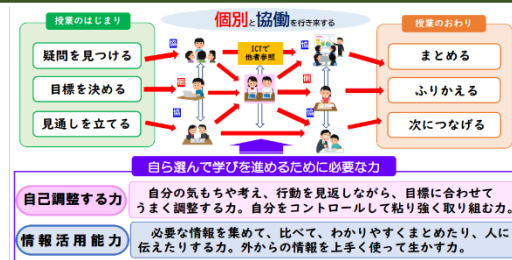 授業のはじまり
個別と協働を行き来する
授業のおわり
疑問を見つける
目標を決める
見通しを立てる
協
ICTで
他者参照
協
個
個
協
協
まとめる
ふりかえる
次につなげる
自ら選んで学びを進めるために必要な力
自己調整する力
自分の気もちや考え、行動を見返しながら、目標に合わせて
うまく調整する力。自分をコントロールして粘り強く取り組む力。
情報活用能力
必要な情報を集めて、比べて、わかりやすくまとめたり、人に
伝えたりする力。外からの情報を上手く使って生かす力。